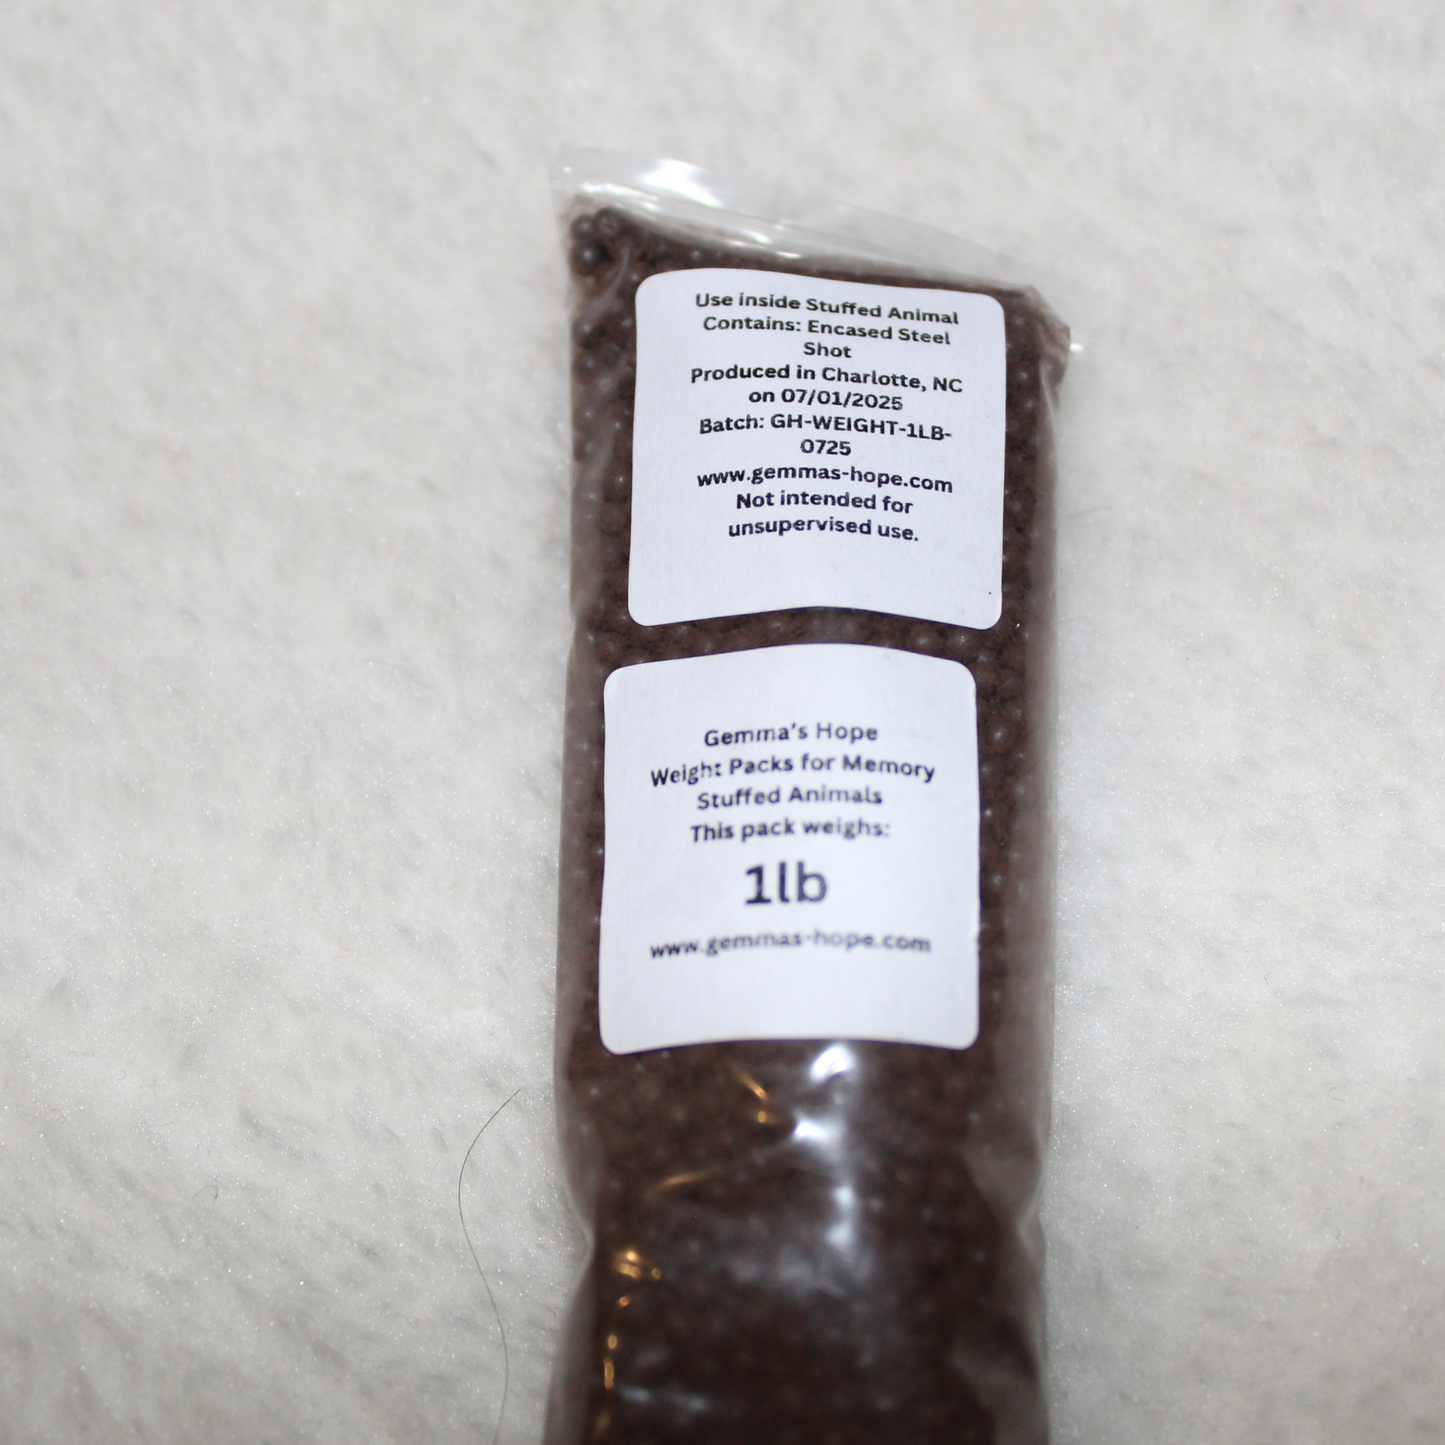 Use inside Stuffed Animal
Contains: Encased Steel
Shot
Produced in Charlotte, NC
on 07/01/2025
Batch: GH-WEIGHT-1LB-
0725
www.gemmas-hope.com
Not intended for
unsupervised use.
Gemma's Hope
Weight Packs for Memory
Stuffed Animals
This pack weighs:
1lb
www.gemmas-hope.com